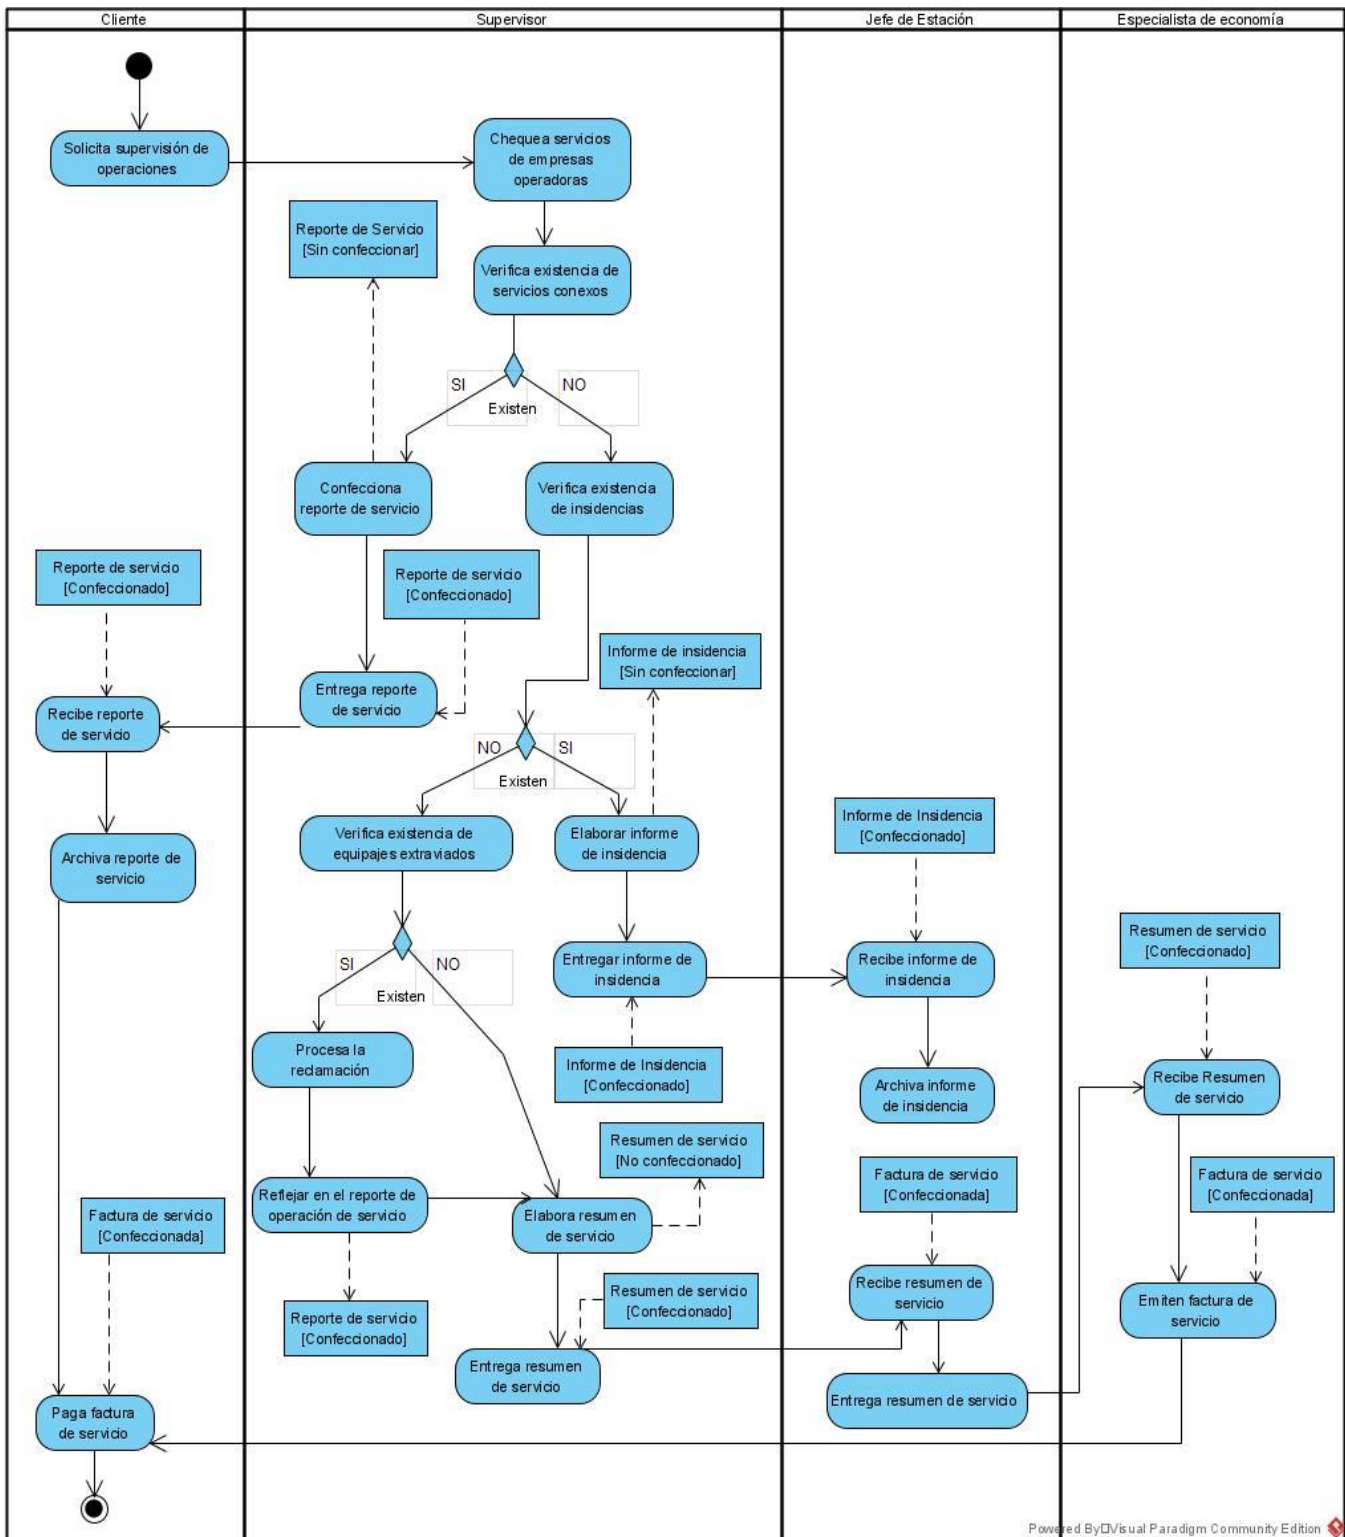 Cliente
Supervisor
Jefe de Estación
Especialista de economía
Solicita supervisión de
operaciones
Chequea servicios
de empresas
operadoras
Reporte de Servicio
[Sin confeccionar]
Verifica existencia de
servicios conexos
SI
NO
Existen
Confecciona
reporte de servicio
Verifica existencia
de insidencias
Reporte de servicio
[Confeccionado]
Reporte de servicio
[Confeccionado]
Informe de insidencia
[Sin confeccionar]
Entrega reporte
de servicio
Recibe reporte
de servicio
NO
SI
Existen
Verifica existencia de
equipajes extraviados
Elaborar informe
de insidencia
Informe de Insidencia
[Confeccionado]
Archiva reporte de
servicio
Resumen de servicio
[Confeccionado]
SI
NO
Existen
Entregar informe de
insidencia
Recibe informe de
insidencia
Procesa la
reclamación
Informe de Insidencia
[Confeccionado]
Archiva informe
de insidencia
Recibe Resumen
de servicio
Resumen de servicio
[No confeccionado]
Factura de servicio
[Confeccionada]
Factura de servicio
[Confeccionada]
Reflejar en el reporte de
operación de servicio
Elabora resumen
de servicio
Factura de servicio
[Confeccionada]
Recibe resumen de
servicio
Resumen de servicio
[Confeccionado]
Emiten factura de
servicio
Reporte de servicio
[Confeccionado]
Entrega resumen
de servicio
Entrega resumen de servicio
Paga factura
de servicio
Powered By Visual Paradigm Community Edition